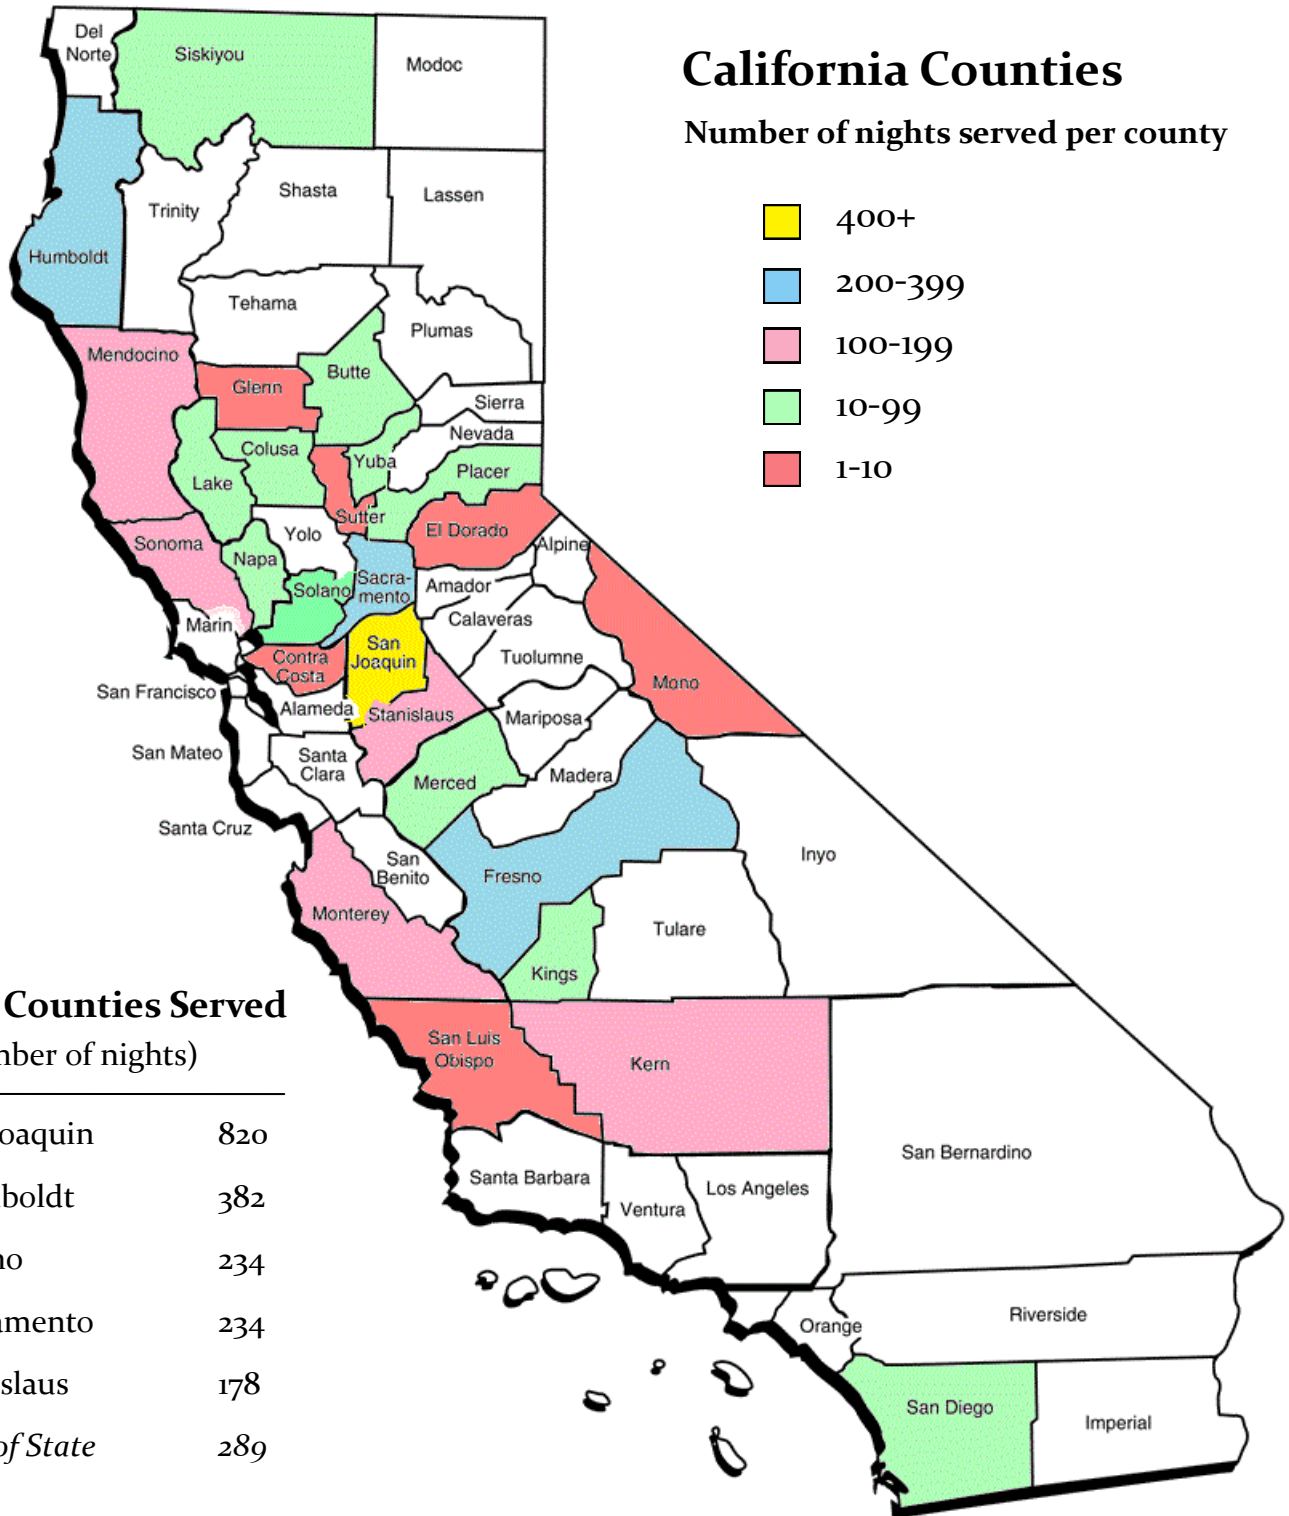 California Counties
Number of nights served per county
400+
200-399
100-199
10-99
1-10
Del
Norte
Siskiyou
Modoc
Trinity
Shasta
Lassen
Humboldt
Tehama
Plumas
Mendocino
Butte
Glenn
Sierra
Nevada
Colusa
Yuba
Placer
Lake
Sutter
El Dorado
Yolo
Sonoma
Alpine
Napa
Solano
Sacra-
mento
Amador
Calaveras
Marin
San
Joaquin
Contra
Costa
Tuolumne
Mono
San Francisco
Alameda
Stanislaus
Mariposa
San Mateo
Santa
Clara
Merced
Madera
Santa Cruz
San
Benito
Inyo
Fresno
Monterey
Tulare
Kings
San Luis
Obispo
Kern
San Bernardino
Santa Barbara
Ventura
Los Angeles
Orange
Riverside
San Diego
Imperial
Counties Served
mber of nights)
oaquin 820
boldt 382
no 234
amento 234
slaus 178
of State 289